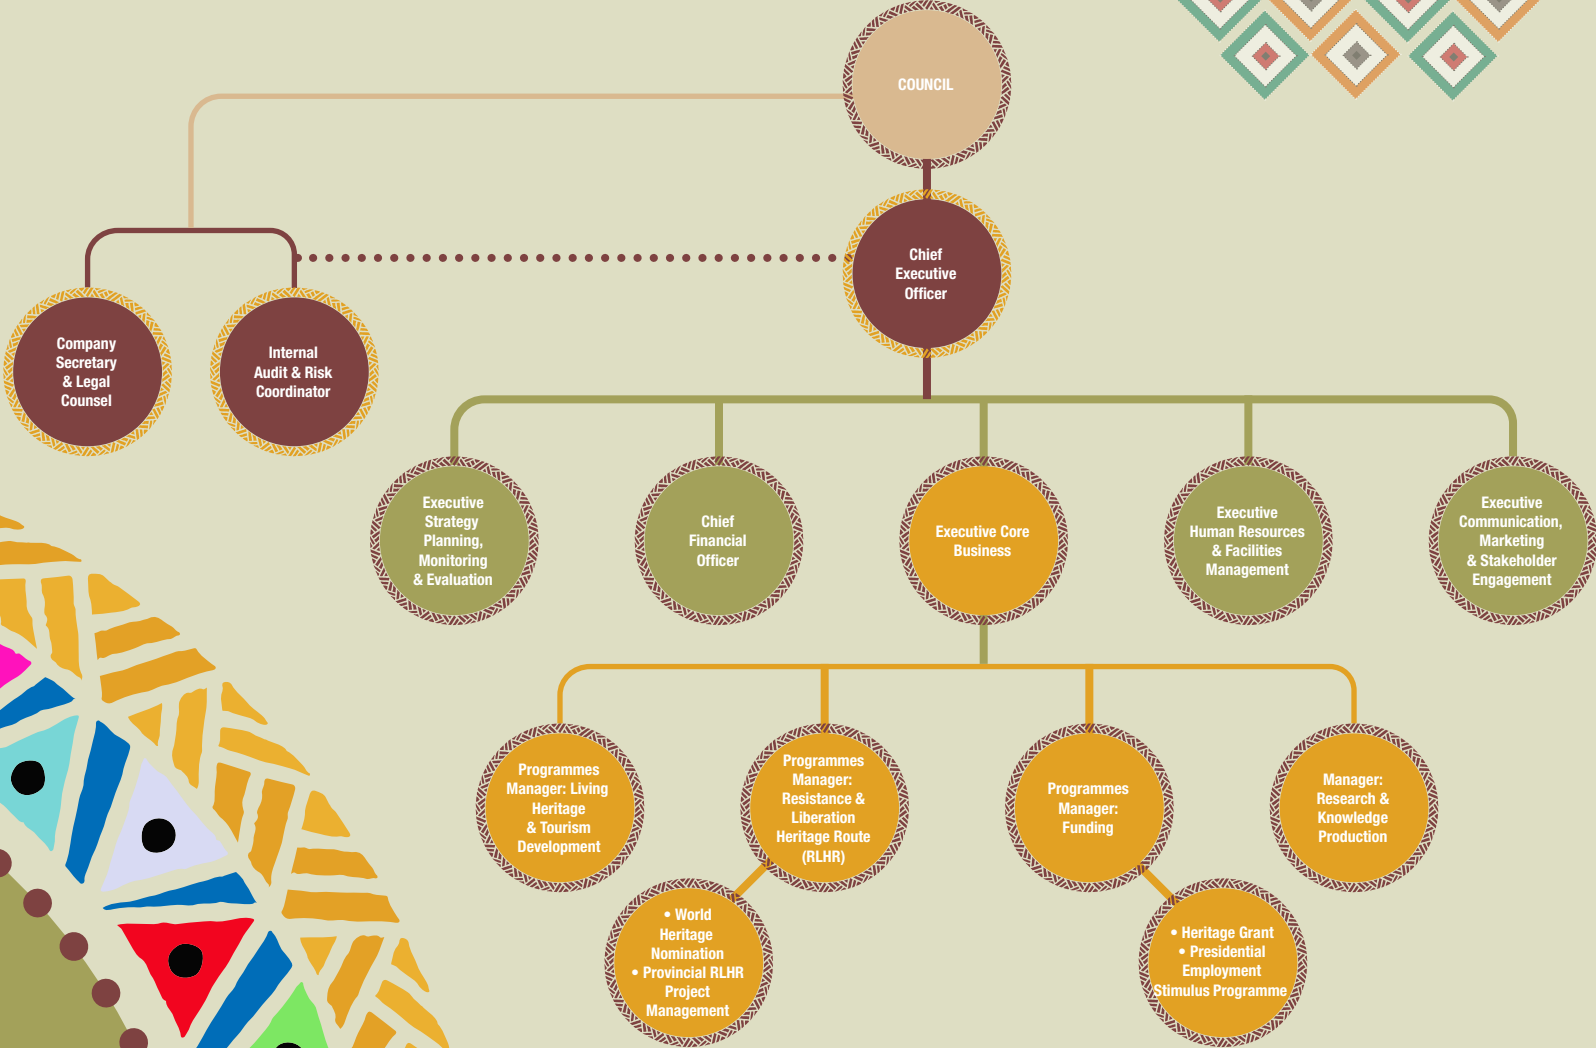 COUNCIL
Chief
Executive
Officer
Company
Secretary
& Legal
Counsel
Internal
Audit & Risk
Coordinator
Executive
Strategy
Planning,
Monitoring
& Evaluation
Chief
Financial
Officer
Executive Core
Business
Executive
Human Resources
& Facilities
Management
Executive
Communication,
Marketing
& Stakeholder
Engagement
Programmes
Manager: Living
Heritage
& Tourism
Development
Programmes
Manager:
Resistance &
Liberation
Heritage Route
(RLHR)
Programmes
Manager:
Funding
Manager:
Research &
Knowledge
Production
• World
Heritage
Nomination
• Provincial RLHR
Project
Management
• Heritage Grant
• Presidential
Employment
Stimulus Programme